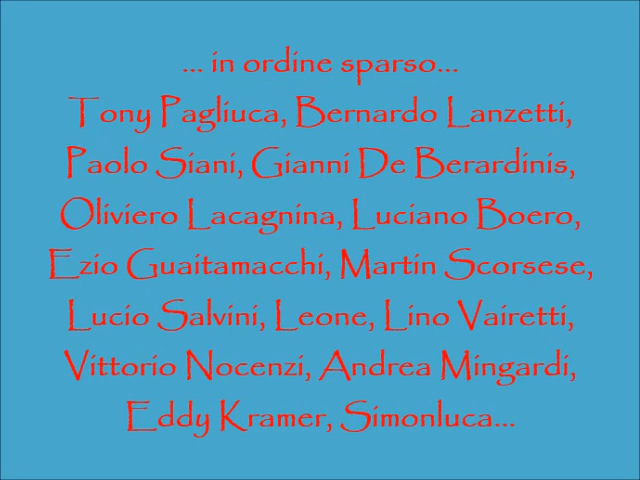 ... in ordine sparso...
Tony Pagliuca, Bernardo Lanzetti,
Paolo Siani, Gianni De Berardinis,
Oliviero Lacagnina, Luciano Boero,
Ezio Guaitamacchi, Martin Scorsese,
Lucio Salvini, Leone, Lino Vairetti,
Vittorio Nocenzi, Andrea Mingardi,
Eddy Kramer, Simonluca...